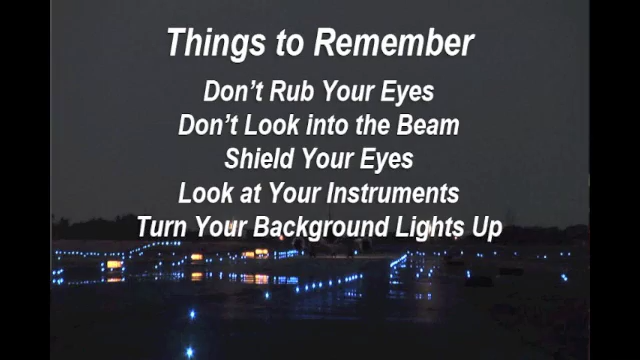 Things to Remember
Don't Rub Your Eyes
Don't Look into the Beam
Shield Your Eyes
Look at Your Instruments
Turn Your Background Lights Up